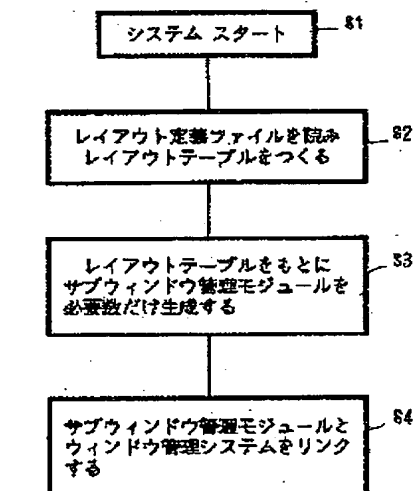 システム スタート
S1
レイアウト定義ファイルを読み
レイアウトテーブルをつくる
S2
レイアウトテーブルをもとに
サブウィンドウ管理モジュールを
必要数だけ生成する
S3
サブウィンドウ管理モジュールと
ウィンドウ管理システムをリンク
する
S4